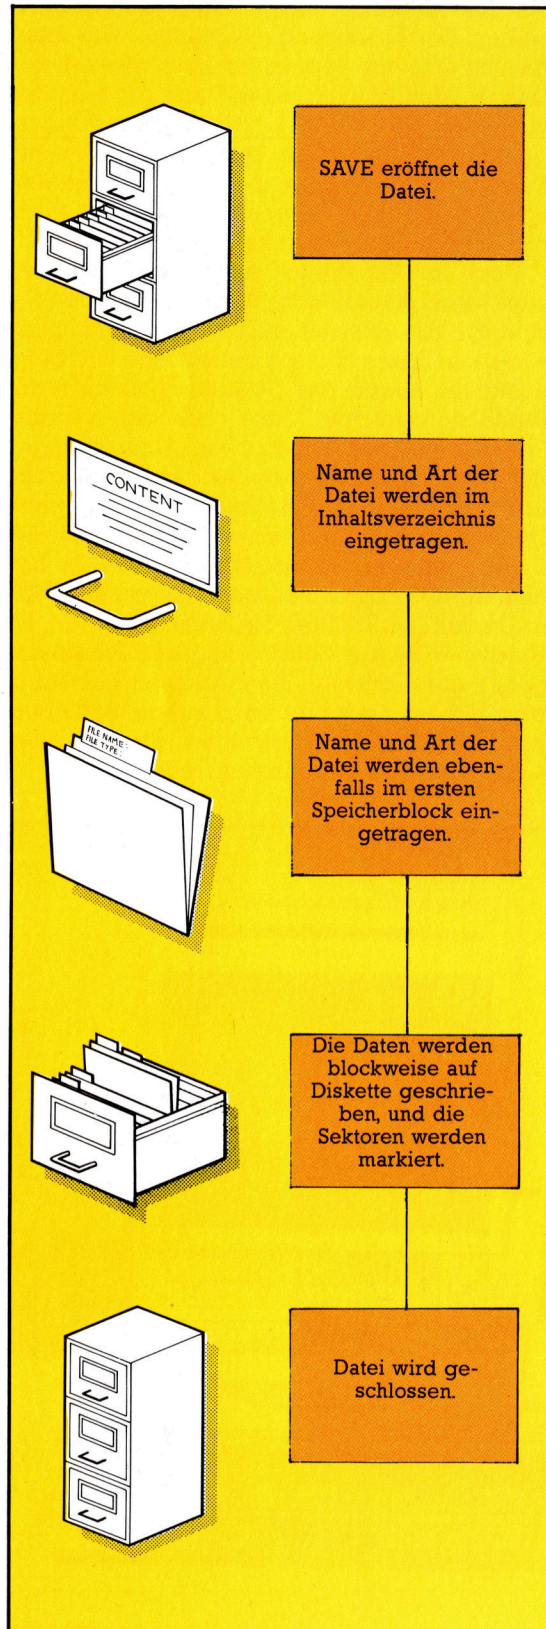 SAVE eröffnet die
Datei.
CONTENT
Name und Art der
Datei werden im
Inhaltsverzeichnis
eingetragen.
FILE NAME:
FILE TYPE:
Name und Art der
Datei werden eben-
falls im ersten
Speicherblock ein-
getragen.
Die Daten werden
blockweise auf
Diskette geschrie-
ben, und die
Sektoren werden
markiert.
Datei wird ge-
schlossen.